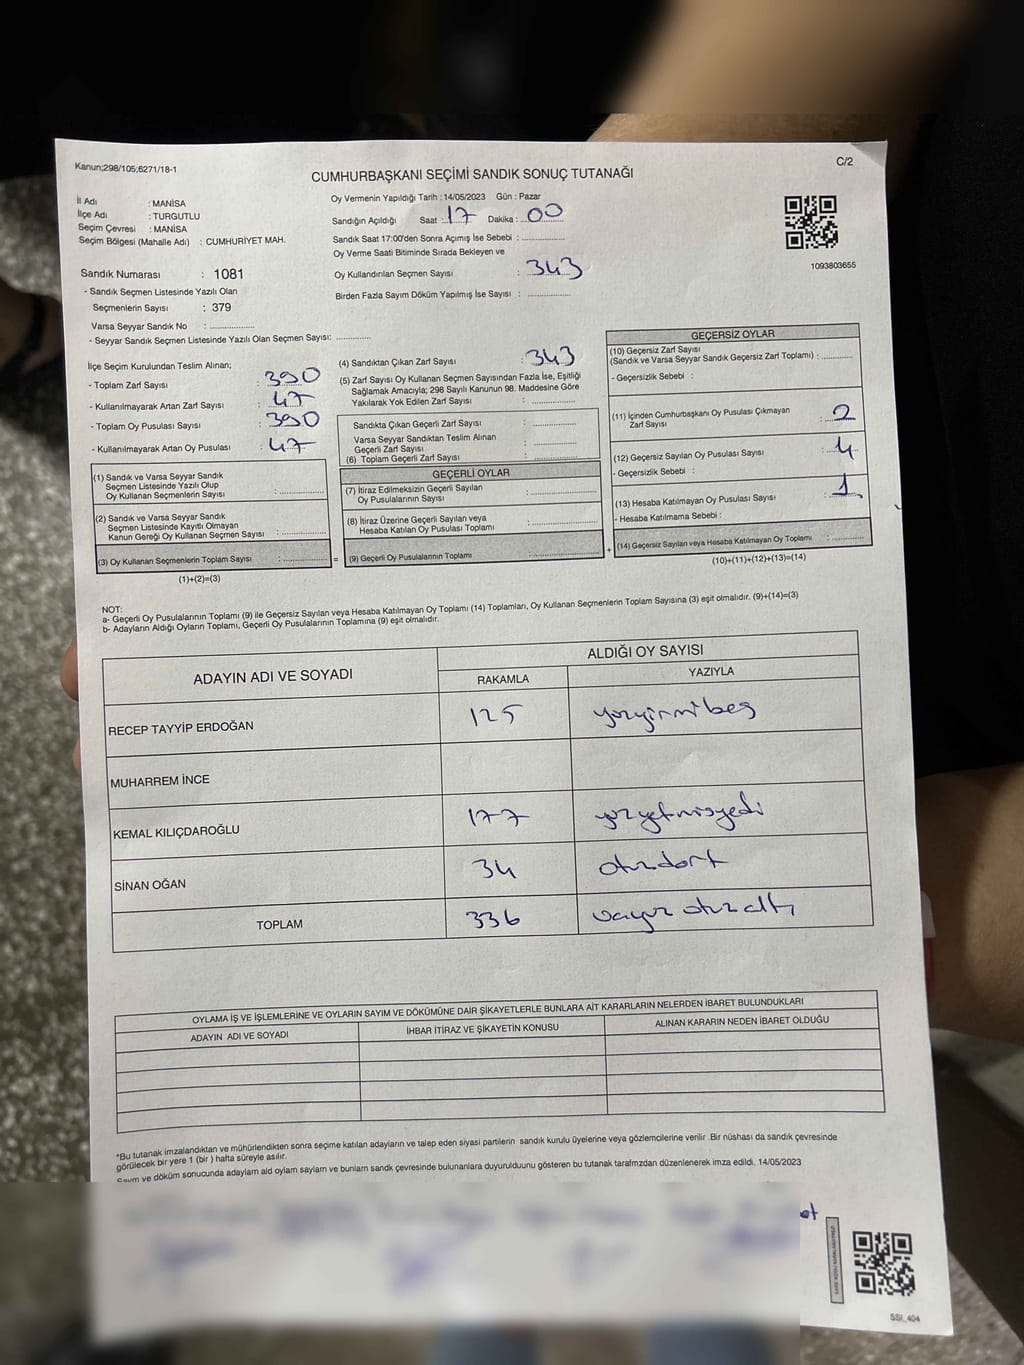 Kanun;298/105;6271/18-1
C/2
CUMHURBAŞKANI SEÇİMİ SANDIK SONUÇ TUTANAĞI
İl Adı : MANİSA
İlçe Adı : TURGUTLU
Seçim Çevresi : MANİSA
Seçim Bölgesi (Mahalle Adı) : CUMHURİYET MAH.
Oy Vermenin Yapıldığı Tarih : 14/05/2023 Gün : Pazar
Sandığın Açıldığı Saat : 17 Dakika : 00
Sandık Saat 17:00'den Sonra Açımış İse Sebebi :
Oy Verme Saati Bitiminde Sırada Bekleyen ve
Oy Kullandırılan Seçmen Sayısı : 343
Birden Fazla Sayım Döküm Yapılmış İse Sayısı :
1093803655
Sandık Numarası : 1081
- Sandık Seçmen Listesinde Yazılı Olan
Seçmenlerin Sayısı : 379
Varsa Seyyar Sandık No :
- Seyyar Sandık Seçmen Listesinde Yazılı Olan Seçmen Sayısı:
İlçe Seçim Kurulundan Teslim Alınan;
- Toplam Zarf Sayısı : 390
- Kullanılmayarak Artan Zarf Sayısı : 47
- Toplam Oy Pusulası Sayısı : 390
- Kullanılmayarak Artan Oy Pusulası : 47
(1) Sandık ve Varsa Seyyar Sandık
Seçmen Listesinde Yazılı Olup
Oy Kullanan Seçmenlerin Sayısı :
(2) Sandık ve Varsa Seyyar Sandık
Seçmen Listesinde Kayıtlı Olmayan
Kanun Gereği Oy Kullanan Seçmen Sayısı :
(3) Oy Kullanan Seçmenlerin Toplam Sayısı :
(1)+(2)=(3)
(4) Sandıktan Çıkan Zarf Sayısı : 343
(5) Zarf Sayısı Oy Kullanan Seçmen Sayısından Fazla İse, Eşitliği
Sağlamak Amacıyla; 298 Sayılı Kanunun 98. Maddesine Göre
Yakılarak Yok Edilen Zarf Sayısı :
Sandıkta Çıkan Geçerli Zarf Sayısı :
Varsa Seyyar Sandıktan Teslim Alınan
Geçerli Zarf Sayısı :
(6) Toplam Geçerli Zarf Sayısı :
GEÇERLİ OYLAR
(7) İtiraz Edilmeksizin Geçerli Sayılan
Oy Pusulalarının Sayısı :
(8) İtiraz Üzerine Geçerli Sayılan veya
Hesaba Katılan Oy Pusulası Toplamı :
= (9) Geçerli Oy Pusulalarının Toplamı : +
GEÇERSİZ OYLAR
(10) Geçersiz Zarf Sayısı
(Sandık ve Varsa Seyyar Sandık Geçersiz Zarf Toplamı) :
- Geçersizlik Sebebi :
(11) İçinden Cumhurbaşkanı Oy Pusulası Çıkmayan
Zarf Sayısı : 2
(12) Geçersiz Sayılan Oy Pusulası Sayısı : 4
- Geçersizlik Sebebi :
(13) Hesaba Katılmayan Oy Pusulası Sayısı : 1
- Hesaba Katılmama Sebebi :
(14) Geçersiz Sayılan veya Hesaba Katılmayan Oy Toplamı :
(10)+(11)+(12)+(13)=(14)
NOT:
a- Geçerli Oy Pusulalarının Toplamı (9) ile Geçersiz Sayılan veya Hesaba Katılmayan Oy Toplamı (14) Toplamları, Oy Kullanan Seçmenlerin Toplam Sayısına (3) eşit olmalıdır. (9)+(14)=(3)
b- Adayların Aldığı Oyların Toplamı, Geçerli Oy Pusulalarının Toplamına (9) eşit olmalıdır.
ADAYIN ADI VE SOYADI
ALDIĞI OY SAYISI
RAKAMLA YAZIYLA
RECEP TAYYİP ERDOĞAN 125 yüzyirmibeş
MUHARREM İNCE
KEMAL KILIÇDAROĞLU 177 yüzyetmişyedi
SİNAN OĞAN 34 otuzdört
TOPLAM 336 üçyüz otuzaltı
OYLAMA İŞ VE İŞLEMLERİNE VE OYLARIN SAYIM VE DÖKÜMÜNE DAİR ŞİKAYETLERLE BUNLARA AİT KARARLARIN NELERDEN İBARET BULUNDUKLARI
ADAYIN ADI VE SOYADI İHBAR İTİRAZ VE ŞİKAYETİN KONUSU ALINAN KARARIN NEDEN İBARET OLDUĞU
*Bu tutanak imzalandıktan ve mühürlendikten sonra seçime katılan adayların ve talep eden siyasi partilerin sandık kurulu üyelerine veya gözlemcilerine verilir .Bir nüshası da sandık çevresinde
görülecek bir yere 1 (bir ) hafta süreyle asılır.
Sayım ve döküm sonucunda adaylam ald oylam saylam ve bunlam sandk çevresinde bulunanlara duyurulduunu gösteren bu tutanak tarafmzdan düzenlenerek imza edildi. 14/05/2023
SSİ_404